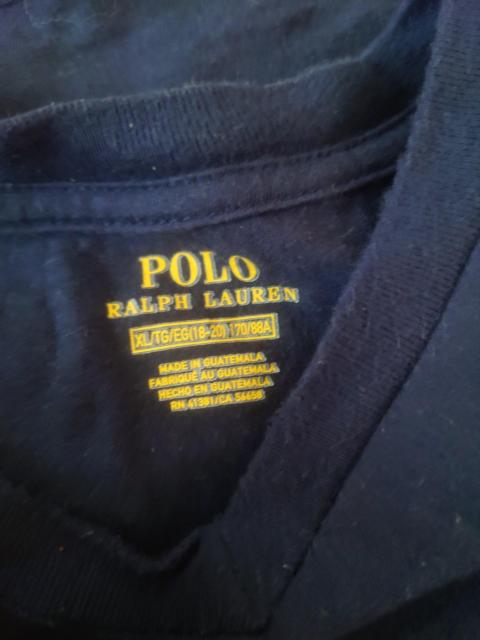 POLO
RALPH LAUREN
XL/TG/EG(18-20) 170/88A
MADE IN GUATEMALA
FABRIQUÉ AU GUATEMALA
HECHO EN GUATEMALA
RN 41381/CA 56658